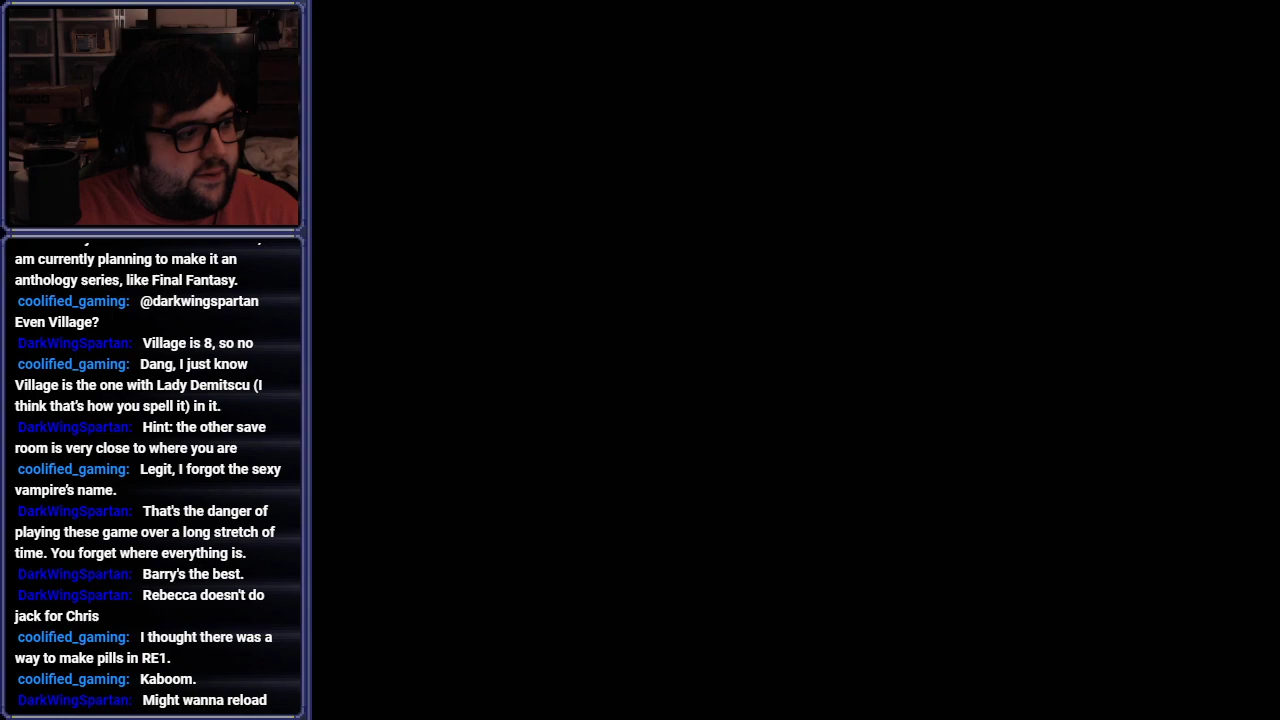 am currently planning to make it an
anthology series, like Final Fantasy.
coolified_gaming: @darkwingspartan
Even Village?
DarkWingSpartan: Village is 8, so no
coolified_gaming: Dang, I just know
Village is the one with Lady Demitscu (I
think that's how you spell it) in it.
DarkWingSpartan: Hint: the other save
room is very close to where you are
coolified_gaming: Legit, I forgot the sexy
vampire's name.
DarkWingSpartan: That's the danger of
playing these game over a long stretch of
time. You forget where everything is.
DarkWingSpartan: Barry's the best.
DarkWingSpartan: Rebecca doesn't do
jack for Chris
coolified_gaming: I thought there was a
way to make pills in RE1.
coolified_gaming: Kaboom.
DarkWingSpartan: Might wanna reload